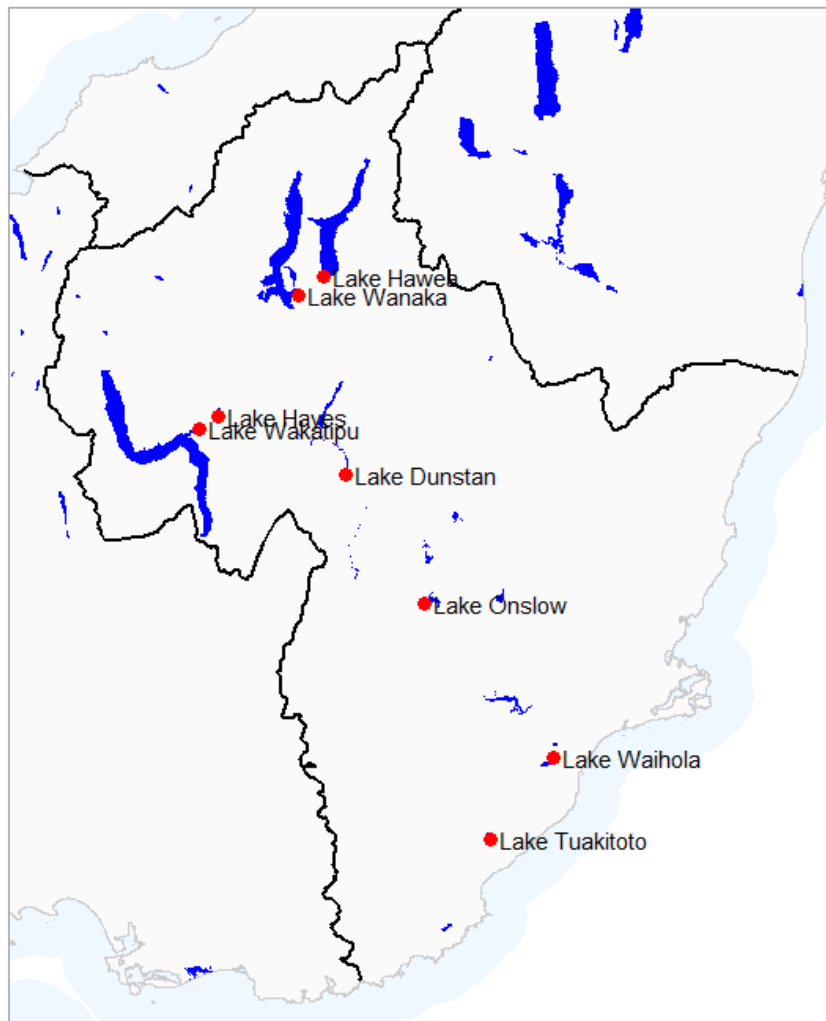 Lake Hawea
Lake Wanaka
Lake Hayes
Lake Wakatipu
Lake Dunstan
Lake Onslow
Lake Waihola
Lake Tuakitoto